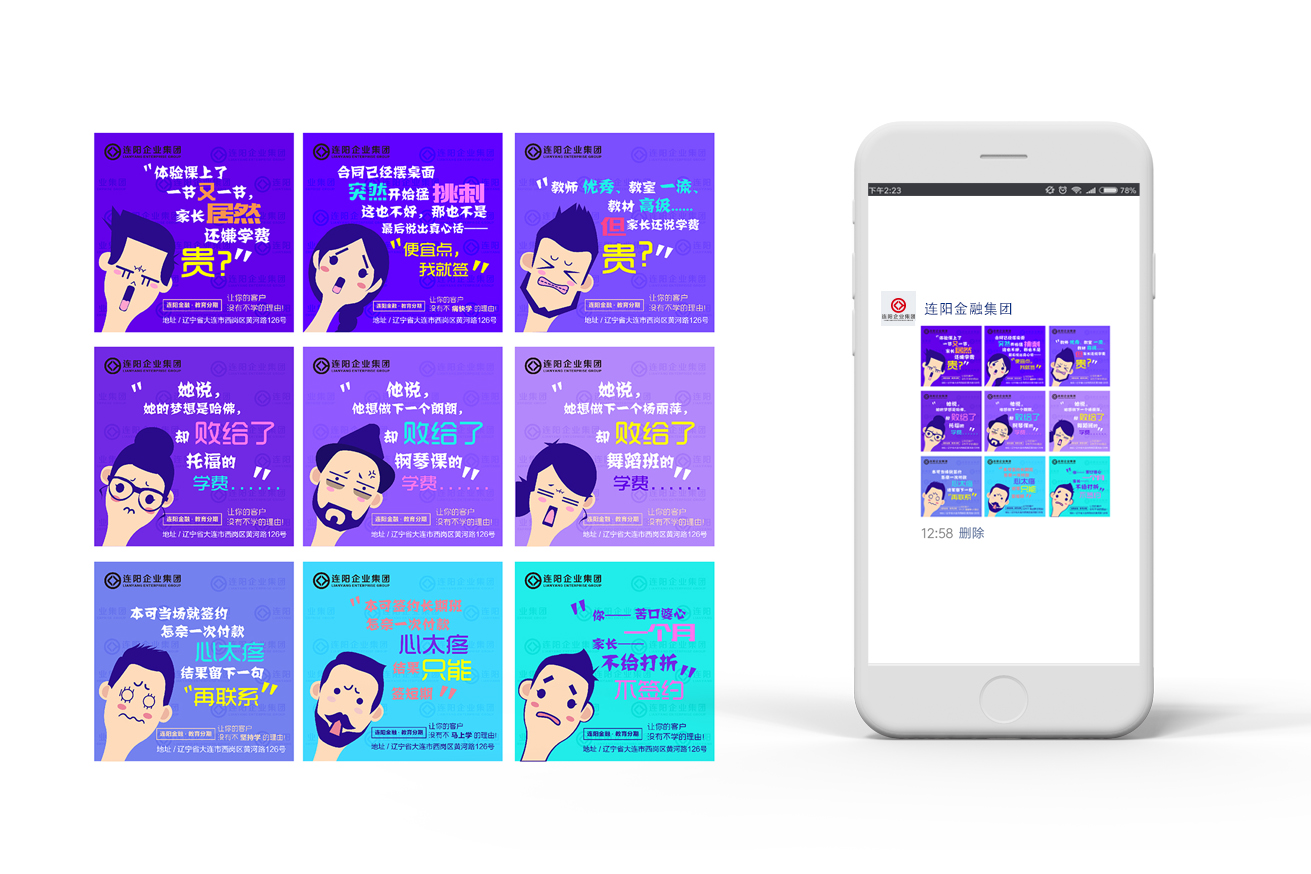 连阳企业集团
LIANYANG ENTERPRISE GROUP
"体验课上了
一节又一节，
家长居然
还嫌学费
贵?"
连阳金融·教育分期
让你的客户
没有不学的理由!
地址 / 辽宁省大连市西岗区黄河路126号
连阳企业集团
LIANYANG ENTERPRISE GROUP
合同已经摆桌面
突然开始猛挑刺
这也不好，那也不是
最后说出真心话——
"便宜点，
我就签"
连阳金融·教育分期
让你的客户
没有不痛快学的理由!
地址 / 辽宁省大连市西岗区黄河路126号
连阳企业集团
LIANYANG ENTERPRISE GROUP
"教师 优秀、教室 一流、
教材 高级……
但家长还说学费
贵?"
连阳金融·教育分期
让你的客户
没有不学的理由!
地址 / 辽宁省大连市西岗区黄河路126号
连阳企业集团
LIANYANG ENTERPRISE GROUP
"她说，
她的梦想是哈佛，
却 败给了
托福的"
学费......
连阳金融·教育分期
让你的客户
没有不学的理由!
地址 / 辽宁省大连市西岗区黄河路126号
连阳企业集团
LIANYANG ENTERPRISE GROUP
"他说，
他想做下一个朗朗，
却 败给了
钢琴课的"
学费......
连阳金融·教育分期
让你的客户
没有不学的理由!
地址 / 辽宁省大连市西岗区黄河路126号
连阳企业集团
LIANYANG ENTERPRISE GROUP
"她说，
她想做下一个杨丽萍，
却 败给了
舞蹈班的"
学费......
连阳金融·教育分期
让你的客户
没有不学的理由!
地址 / 辽宁省大连市西岗区黄河路126号
连阳企业集团
LIANYANG ENTERPRISE GROUP
本可当场就签约
怎奈一次付款
心太疼
结果留下一句
"再联系"
连阳金融·教育分期
让你的客户
没有不坚持学的理由!
地址 / 辽宁省大连市西岗区黄河路126号
连阳企业集团
LIANYANG ENTERPRISE GROUP
"本可签约长期班
怎奈一次付款
心太疼
结果只能
签短期"
连阳金融·教育分期
让你的客户
没有不马上学的理由!
地址 / 辽宁省大连市西岗区黄河路126号
连阳企业集团
LIANYANG ENTERPRISE GROUP
"你——苦口婆心
一个月
家长——
不给打折"
不签约
连阳金融·教育分期
让你的客户
没有不学的理由!
地址 / 辽宁省大连市西岗区黄河路126号
下午2:23
78%
连阳企业集团
连阳金融集团
12:58 删除